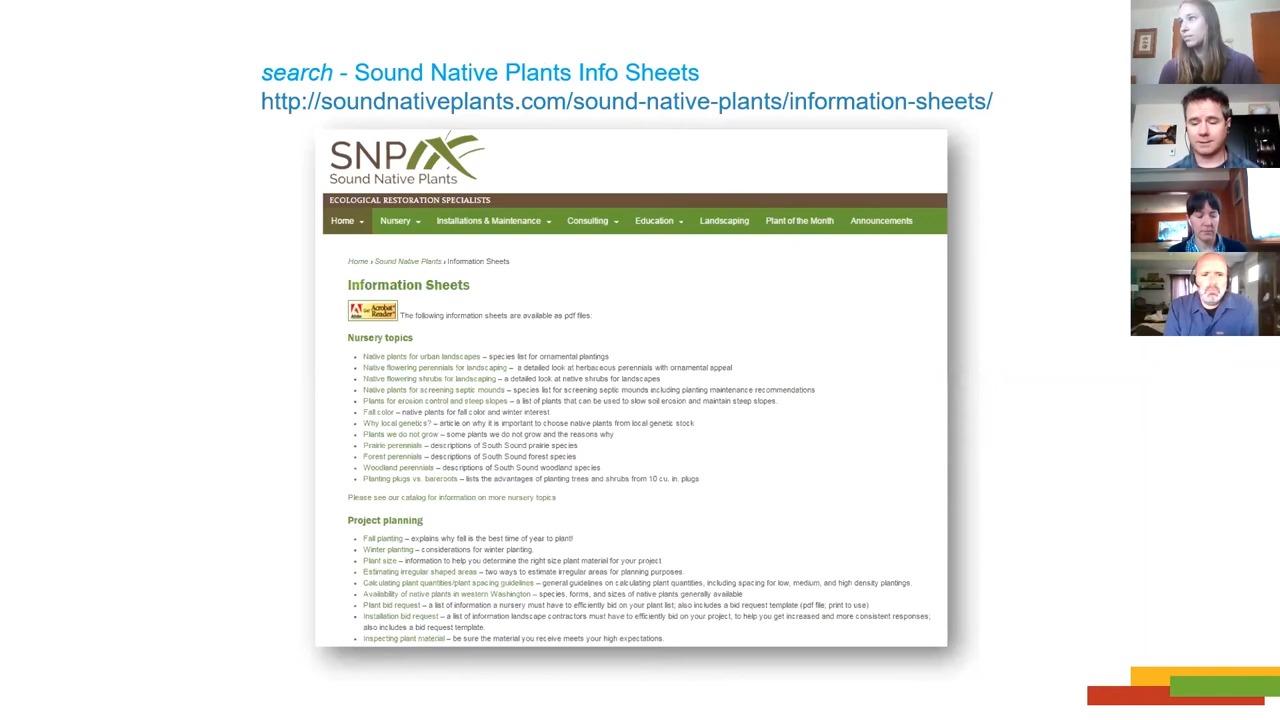 search - Sound Native Plants Info Sheets
http://soundnativeplants.com/sound-native-plants/information-sheets/
SNP
Sound Native Plants
ECOLOGICAL RESTORATION SPECIALISTS
Home Nursery Installations & Maintenance Consulting Education Landscaping Plant of the Month Announcements
Home › Sound Native Plants › Information Sheets
Information Sheets
Adobe Get Acrobat Reader The following information sheets are available as pdf files:
Nursery topics
Native plants for urban landscapes – species list for ornamental plantings
Native flowering perennials for landscaping – a detailed look at herbaceous perennials with ornamental appeal
Native flowering shrubs for landscaping - a detailed look at native shrubs for landscapes
Native plants for screening septic mounds – species list for screening septic mounds including planting maintenance recommendations
Plants for erosion control and steep slopes - a list of plants that can be used to slow soil erosion and maintain steep slopes.
Fall color – native plants for fall color and winter interest
Why local genetics? – article on why it is important to choose native plants from local genetic stock
Plants we do not grow – some plants we do not grow and the reasons why
Prairie perennials – descriptions of South Sound prairie species
Forest perennials – descriptions of South Sound forest species
Woodland perennials – descriptions of South Sound woodland species
Planting plugs vs. bareroots – lists the advantages of planting trees and shrubs from 10 cu. in. plugs
Please see our catalog for information on more nursery topics
Project planning
Fall planting – explains why fall is the best time of year to plant!
Winter planting – considerations for winter planting.
Plant size – information to help you determine the right size plant material for your project
Estimating irregular shaped areas – two ways to estimate irregular areas for planning purposes.
Calculating plant quantities/plant spacing guidelines – general guidelines on calculating plant quantities, including spacing for low, medium, and high density plantings.
Availability of native plants in western Washington – species, forms, and sizes of native plants generally available
Plant bid request – a list of information a nursery must have to efficiently bid on your plant list; also includes a bid request template (pdf file; print to use)
Installation bid request – a list of information landscape contractors must have to efficiently bid on your project, to help you get increased and more consistent responses;
also includes a bid request template.
Inspecting plant material – be sure the material you receive meets your high expectations.